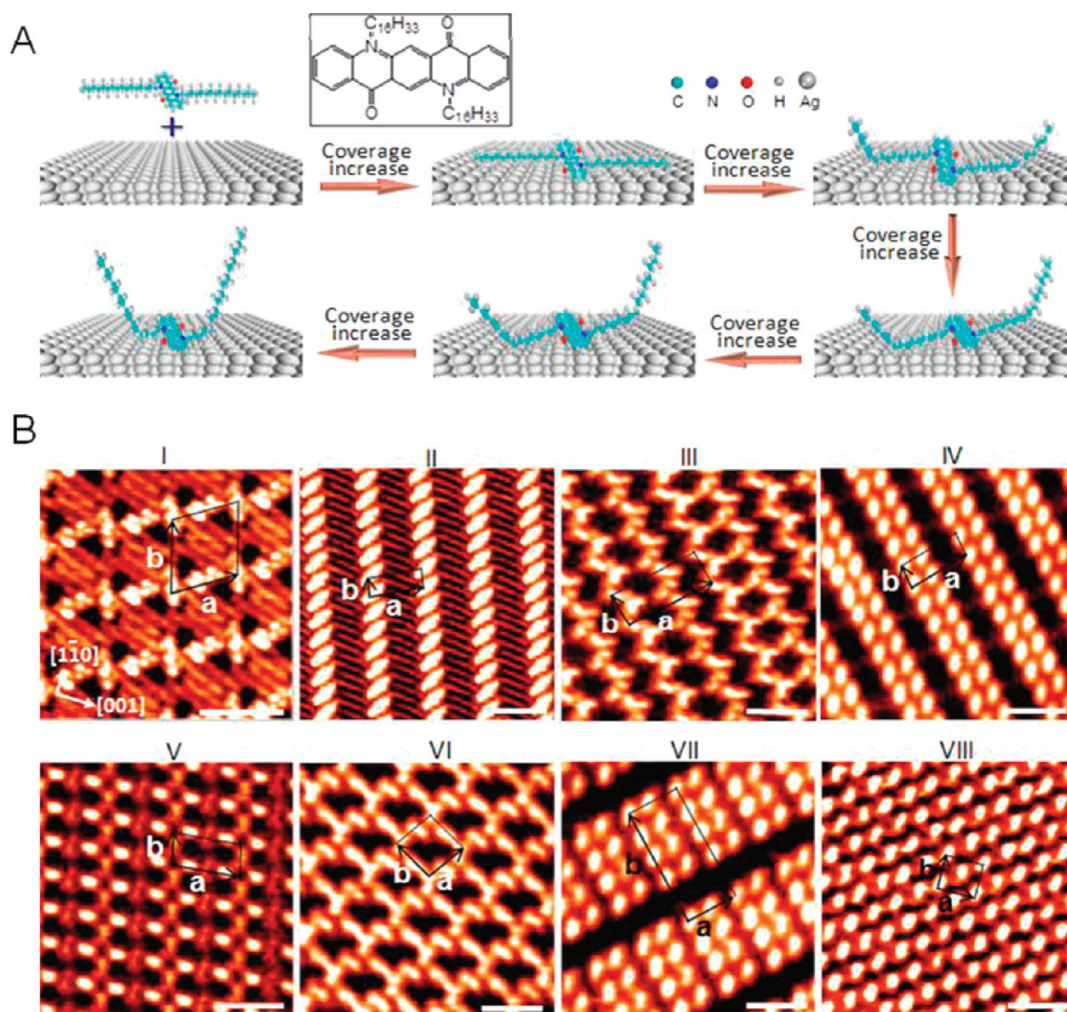 A
C16H33
O
N
N
O
C16H33
C N O H Ag
+
Coverage
increase
Coverage
increase
Coverage
increase
Coverage
increase
Coverage
increase
B
I II III IV
b
a
[11̄0]
[001]
b
a
b
a
b
a
V VI VII VIII
b
a
b
a
b
a
b
a